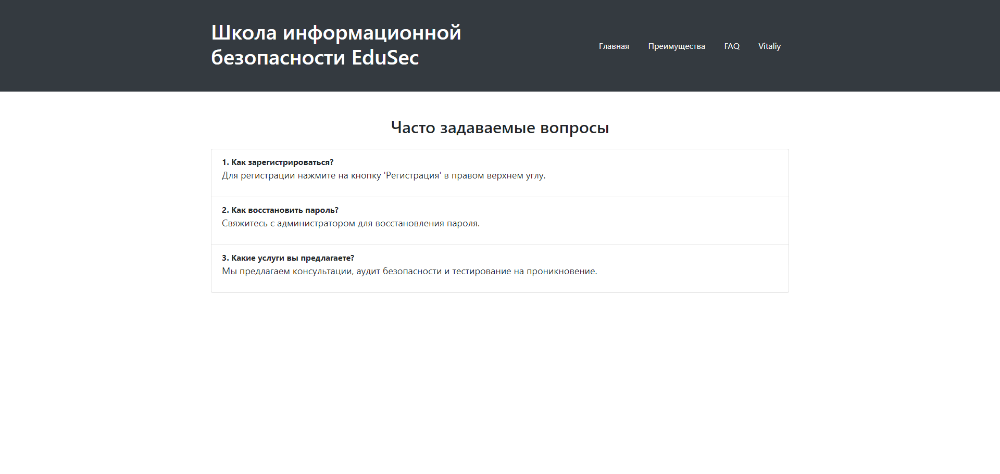 Школа информационной
безопасности EduSec
Главная Преимущества FAQ Vitaliy
Часто задаваемые вопросы
1. Как зарегистрироваться?
Для регистрации нажмите на кнопку 'Регистрация' в правом верхнем углу.
2. Как восстановить пароль?
Свяжитесь с администратором для восстановления пароля.
3. Какие услуги вы предлагаете?
Мы предлагаем консультации, аудит безопасности и тестирование на проникновение.